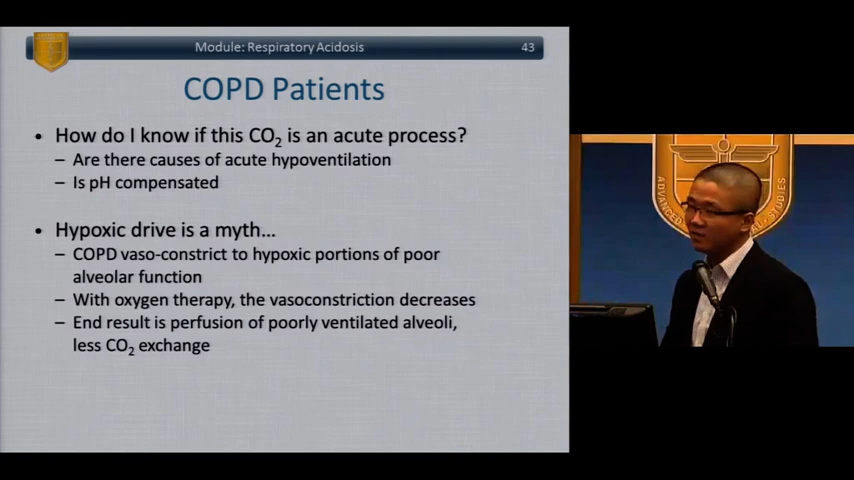 Module: Respiratory Acidosis
43
COPD Patients
• How do I know if this CO₂ is an acute process?
– Are there causes of acute hypoventilation
– Is pH compensated
• Hypoxic drive is a myth...
– COPD vaso-constrict to hypoxic portions of poor
alveolar function
– With oxygen therapy, the vasoconstriction decreases
– End result is perfusion of poorly ventilated alveoli,
less CO₂ exchange
ADVANCED
STUDIES